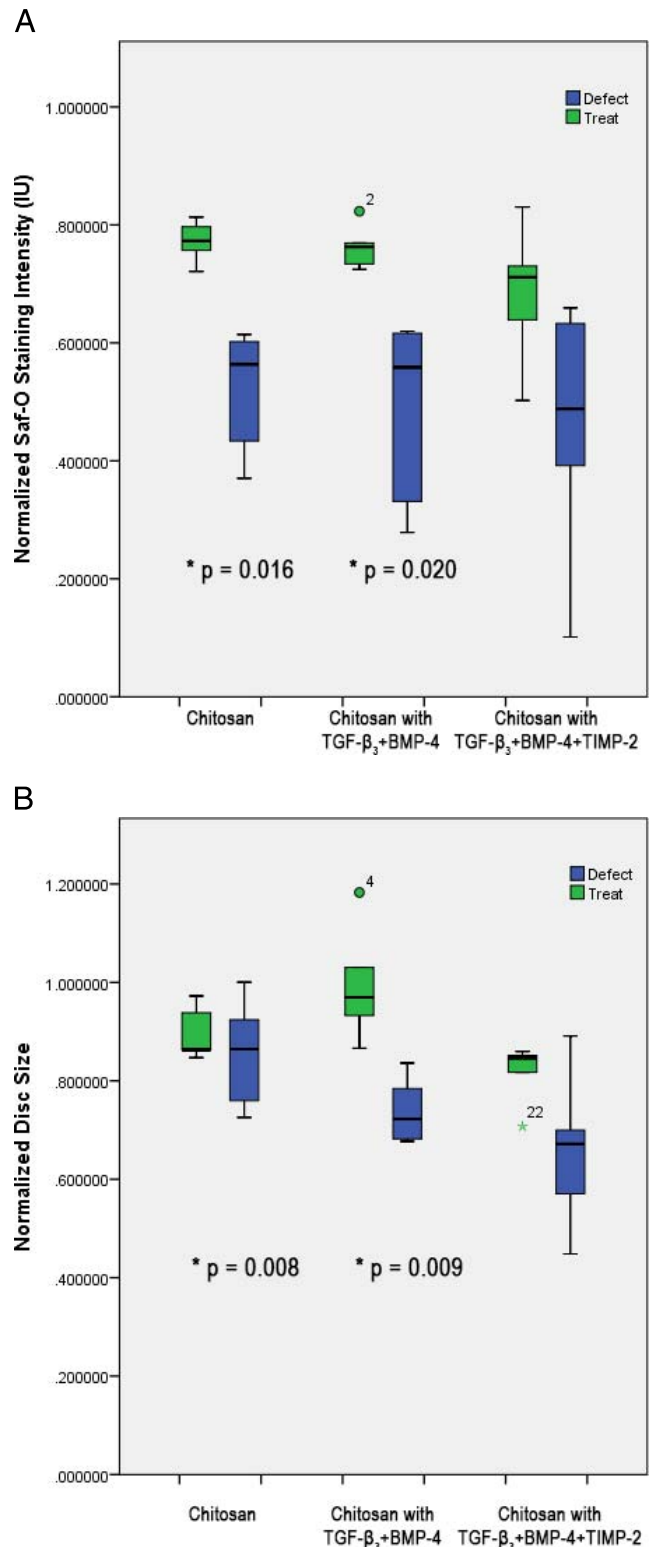 A
Normalized Saf-O Staining Intensity (IU)
1.000000
.800000
.600000
.400000
.200000
.000000
Defect
Treat
2
* p = 0.016
* p = 0.020
Chitosan
Chitosan with
TGF-β₃+BMP-4
Chitosan with
TGF-β₃+BMP-4+TIMP-2
B
Normalized Disc Size
1.200000
1.000000
.800000
.600000
.400000
.200000
.000000
Defect
Treat
4
22
* p = 0.008
* p = 0.009
Chitosan
Chitosan with
TGF-β₃+BMP-4
Chitosan with
TGF-β₃+BMP-4+TIMP-2